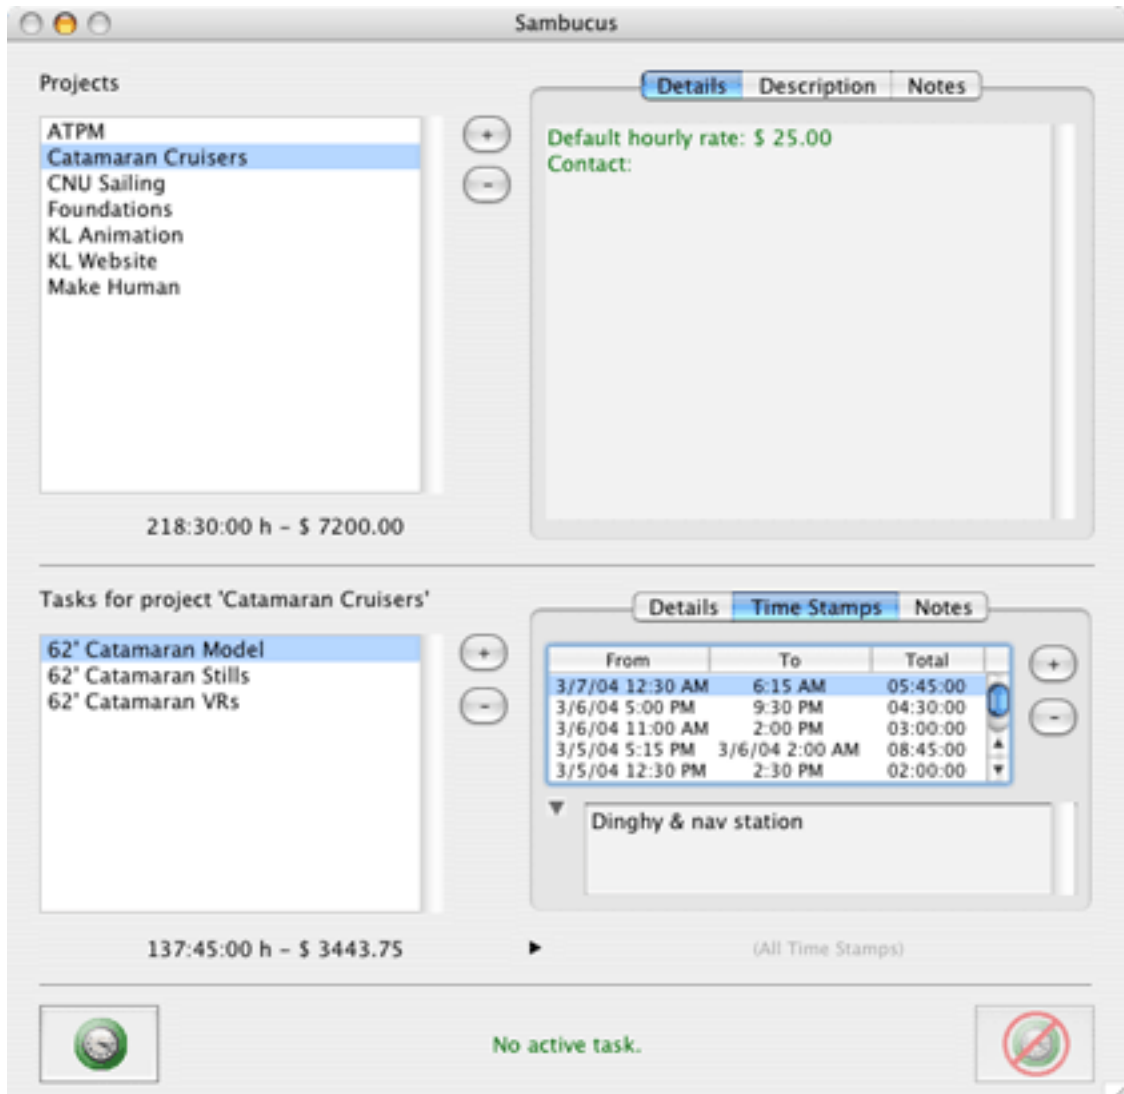 Sambucus
Projects
ATPM
Catamaran Cruisers
CNU Sailing
Foundations
KL Animation
KL Website
Make Human
+
-
218:30:00 h – $ 7200.00
Details Description Notes
Default hourly rate: $ 25.00
Contact:
Tasks for project 'Catamaran Cruisers'
62' Catamaran Model
62' Catamaran Stills
62' Catamaran VRs
+
-
137:45:00 h – $ 3443.75
Details Time Stamps Notes
From To Total
3/7/04 12:30 AM 6:15 AM 05:45:00
3/6/04 5:00 PM 9:30 PM 04:30:00
3/6/04 11:00 AM 2:00 PM 03:00:00
3/5/04 5:15 PM 3/6/04 2:00 AM 08:45:00
3/5/04 12:30 PM 2:30 PM 02:00:00
+
-
Dinghy & nav station
(All Time Stamps)
No active task.